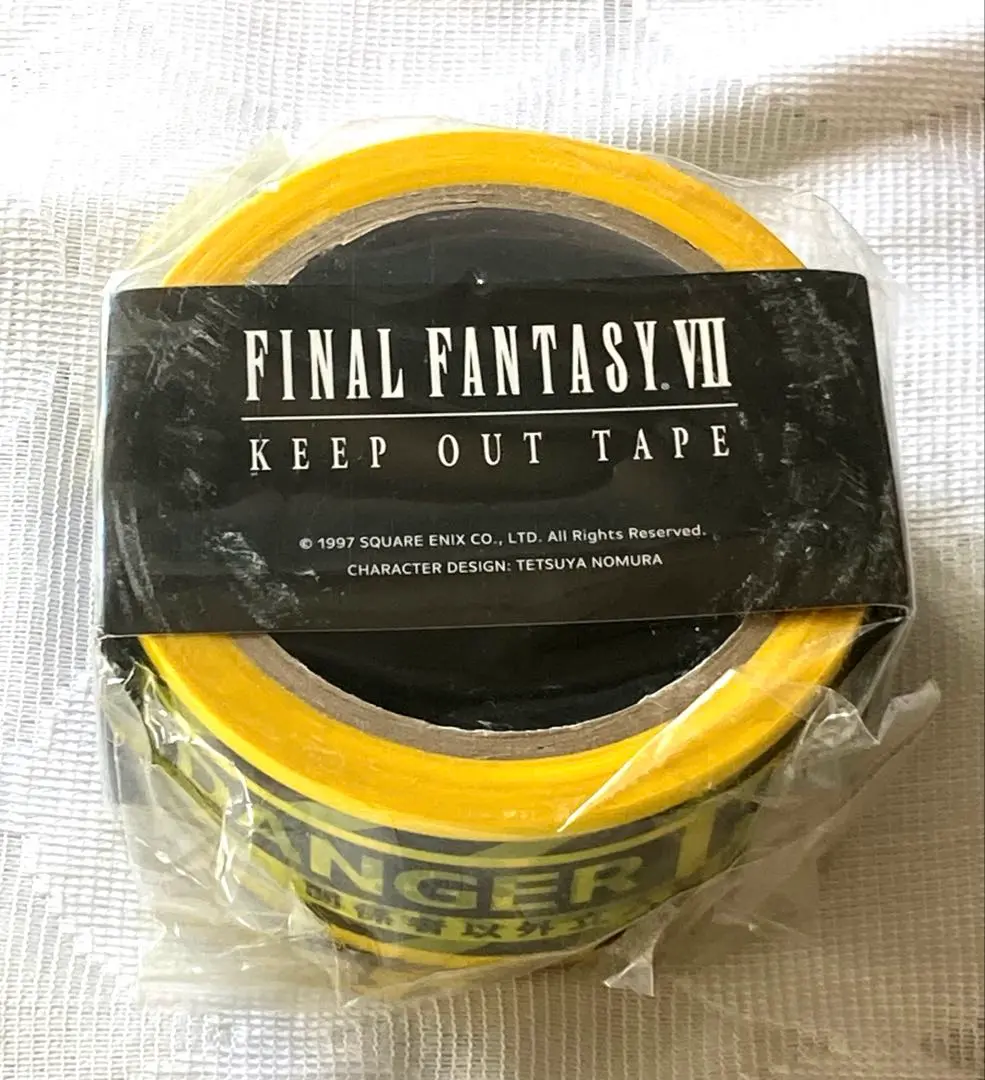 FINAL FANTASY® VII
KEEP OUT TAPE
© 1997 SQUARE ENIX CO., LTD. All Rights Reserved.
CHARACTER DESIGN: TETSUYA NOMURA
DANGER
関係者以外立